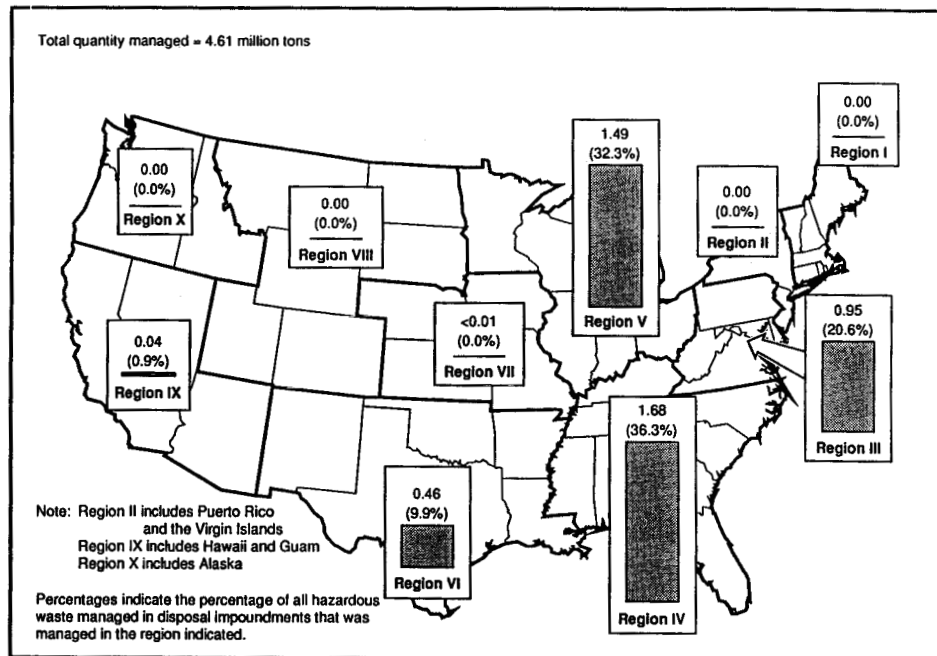 Total quantity managed = 4.61 million tons
0.00
(0.0%)
Region I
1.49
(32.3%)
Region V
0.00
(0.0%)
Region II
0.00
(0.0%)
Region X
0.00
(0.0%)
Region VIII
<0.01
(0.0%)
Region VII
0.04
(0.9%)
Region IX
0.95
(20.6%)
Region III
1.68
(36.3%)
Region IV
0.46
(9.9%)
Region VI
Note: Region II includes Puerto Rico
and the Virgin Islands
Region IX includes Hawaii and Guam
Region X includes Alaska
Percentages indicate the percentage of all hazardous
waste managed in disposal impoundments that was
managed in the region indicated.